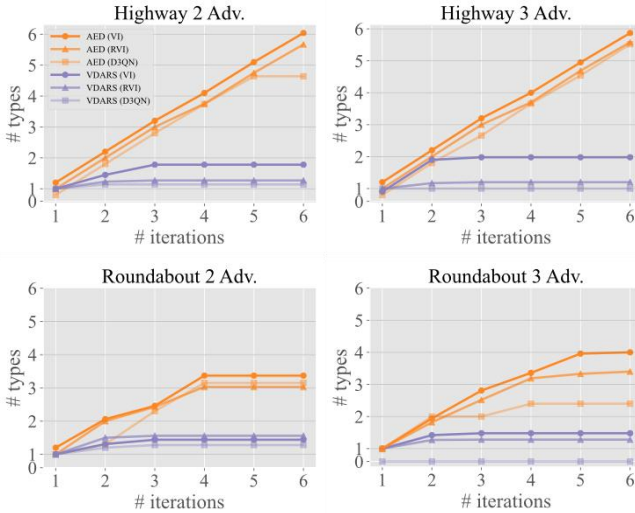 Highway 2 Adv.
# types
6
5
4
3
2
1
0
AED (VI)
AED (RVI)
AED (D3QN)
VDARS (VI)
VDARS (RVI)
VDARS (D3QN)
1 2 3 4 5 6
# iterations
Highway 3 Adv.
# types
6
5
4
3
2
1
0
1 2 3 4 5 6
# iterations
Roundabout 2 Adv.
# types
6
5
4
3
2
1
0
1 2 3 4 5 6
# iterations
Roundabout 3 Adv.
# types
6
5
4
3
2
1
0
1 2 3 4 5 6
# iterations